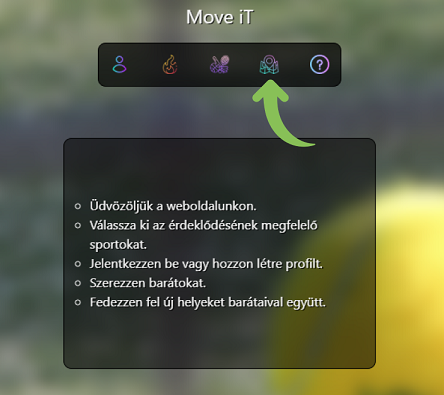 Move iT
?
Üdvözöljük a weboldalunkon.
Válassza ki az érdeklődésének megfelelő
sportokat.
Jelentkezzen be vagy hozzon létre profilt.
Szerezzen barátokat.
Fedezzen fel új helyeket barátaival együtt.